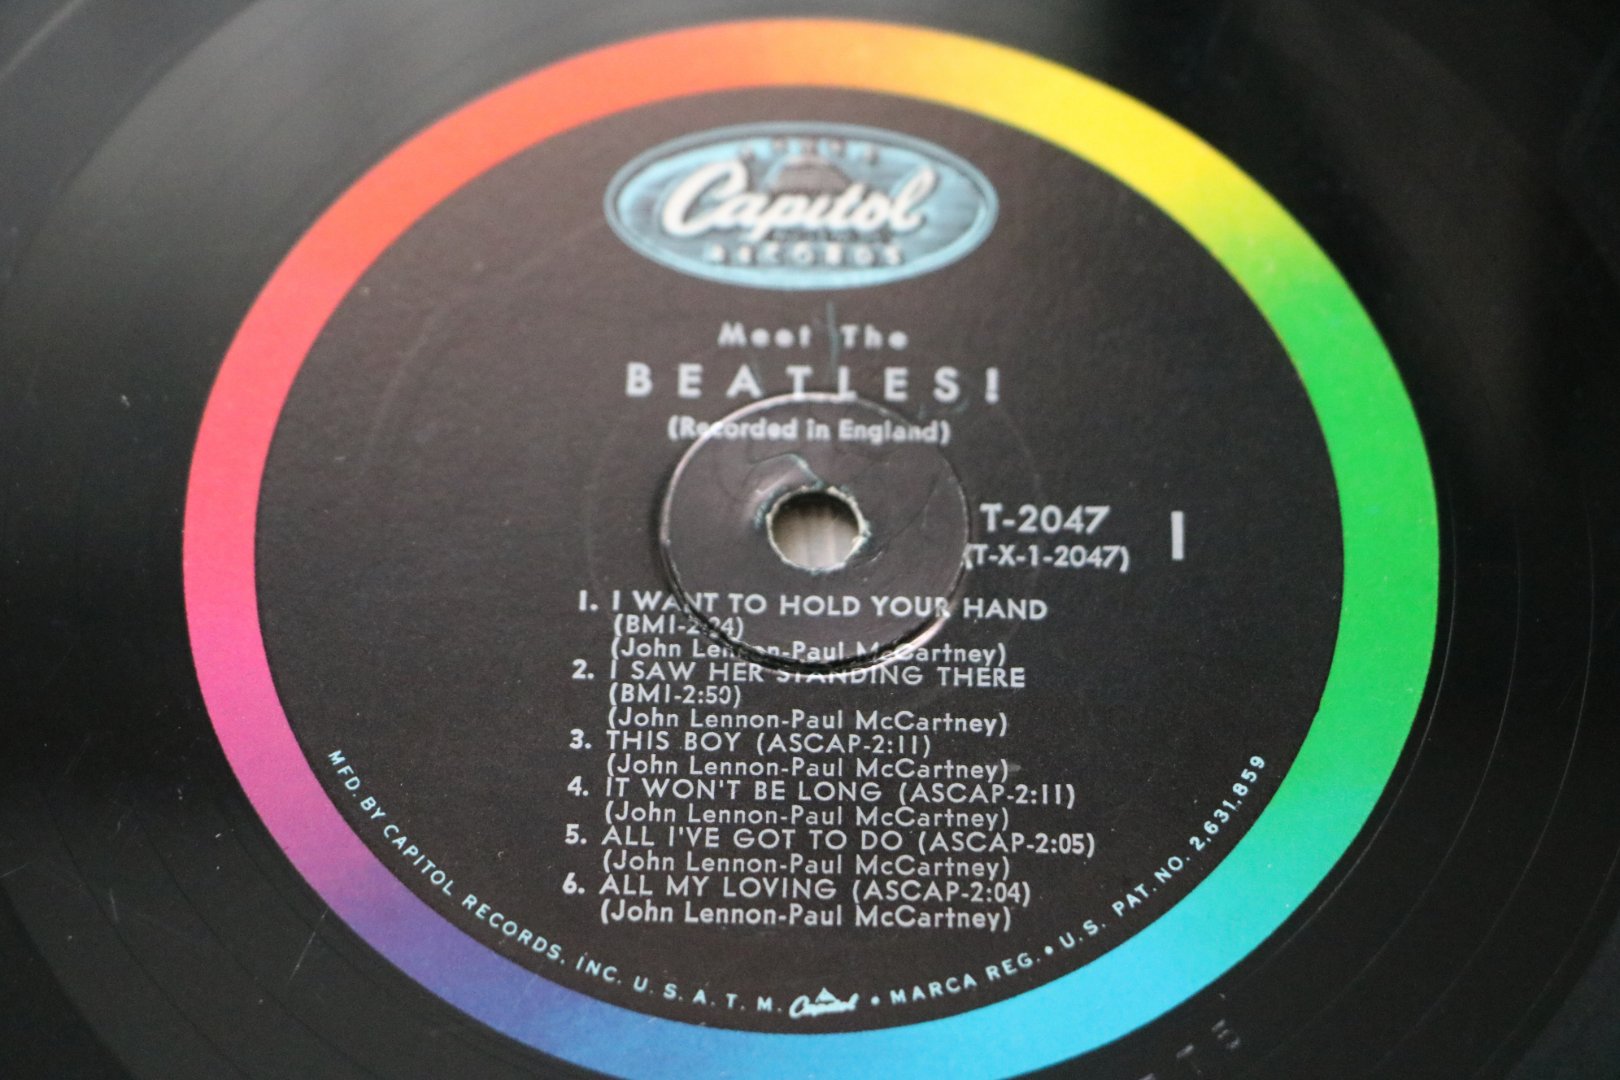 Capitol
RECORDS
Meet The
BEATLES!
(Recorded in England)
T-2047
(T-X-1-2047)
1
1. I WANT TO HOLD YOUR HAND
(BMI-2:24)
(John Lennon-Paul McCartney)
2. I SAW HER STANDING THERE
(BMI-2:50)
(John Lennon-Paul McCartney)
3. THIS BOY (ASCAP-2:11)
(John Lennon-Paul McCartney)
4. IT WON'T BE LONG (ASCAP-2:11)
(John Lennon-Paul McCartney)
5. ALL I'VE GOT TO DO (ASCAP-2:05)
(John Lennon-Paul McCartney)
6. ALL MY LOVING (ASCAP-2:04)
(John Lennon-Paul McCartney)
MFD. BY CAPITOL RECORDS, INC. U.S.A. T.M. Capitol • MARCA REG. • U.S. PAT. NO. 2,631,859